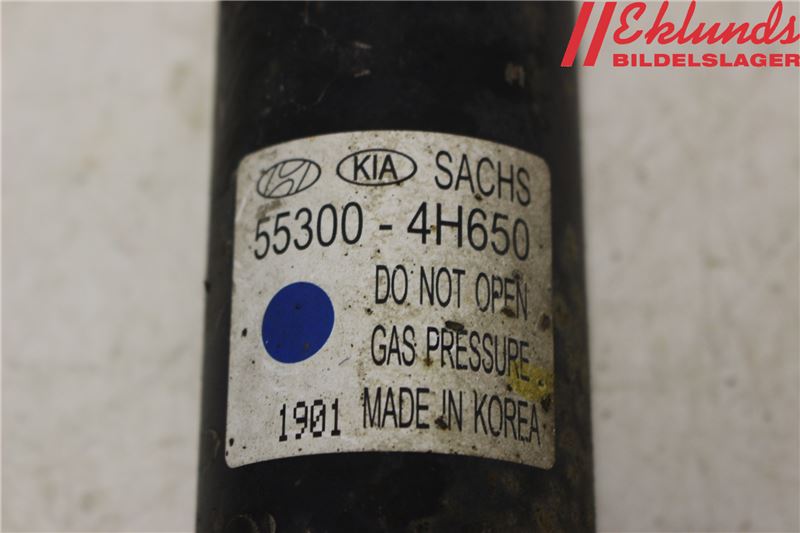 Eklunds
BILDELSLAGER
KIA SACHS
55300 - 4H650
DO NOT OPEN
GAS PRESSURE
1901 MADE IN KOREA